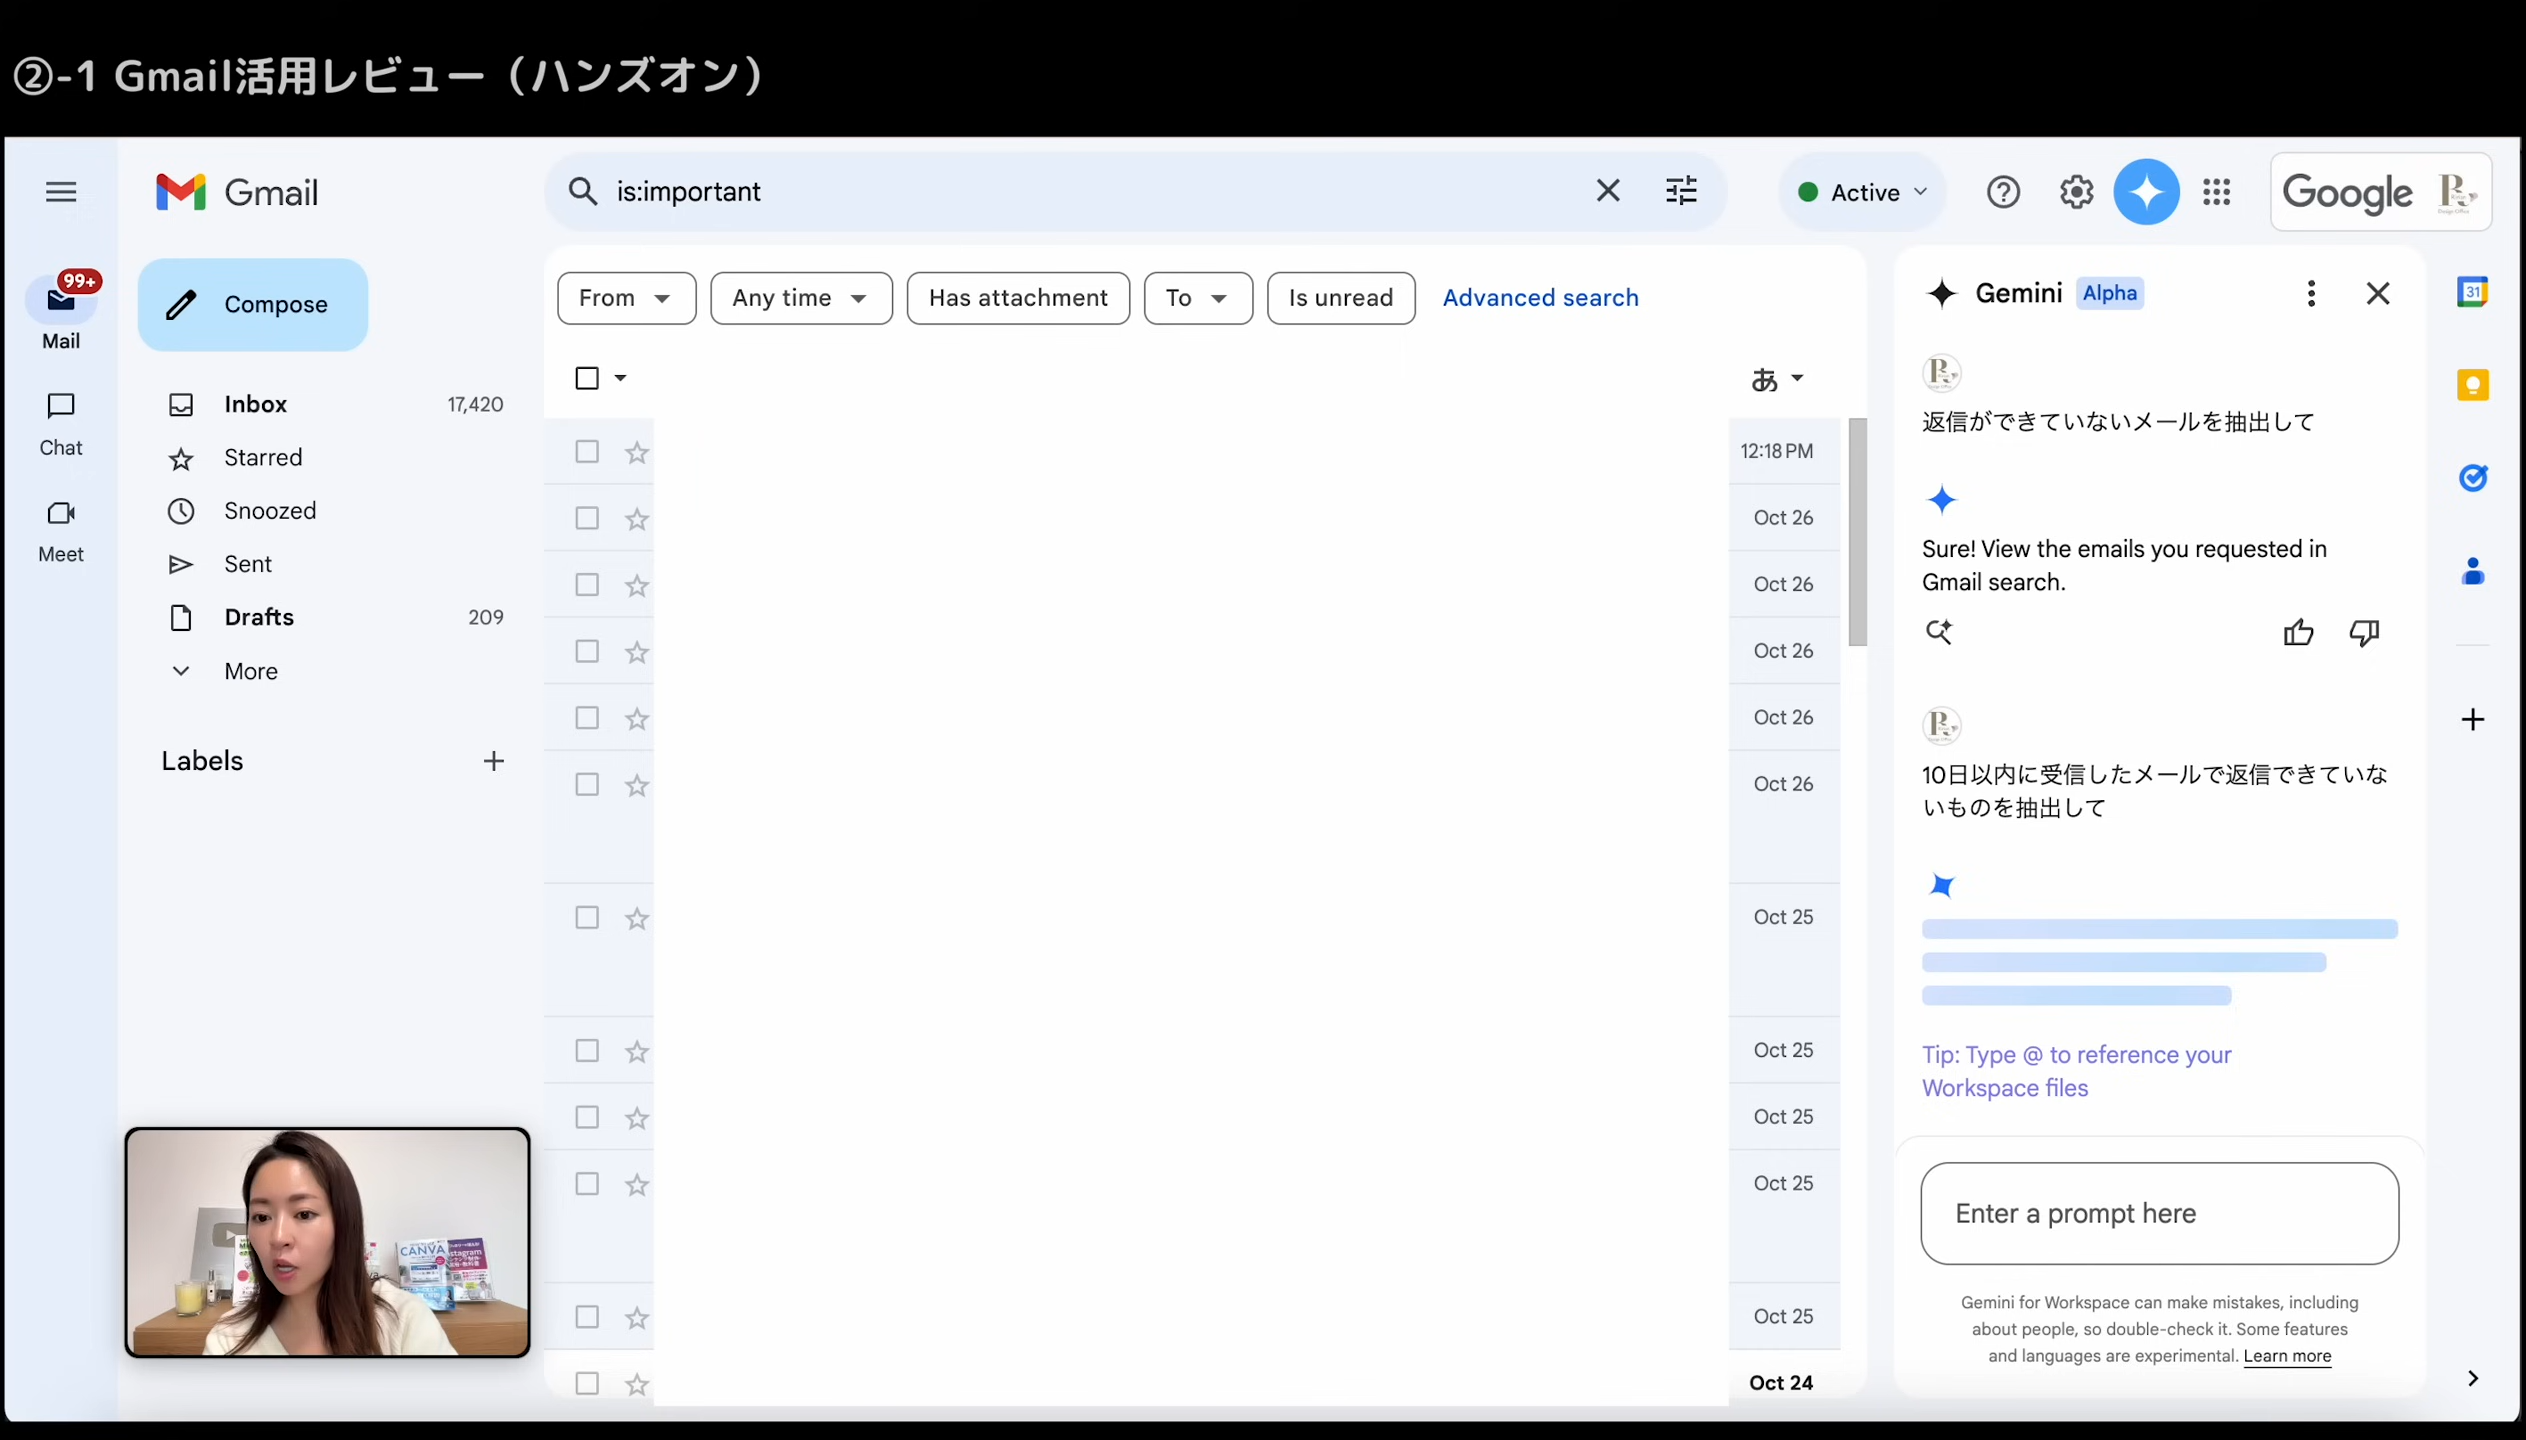 ②-1 Gmail活用レビュー（ハンズオン）
Gmail
is:important
Active
Google
99+
Mail
Chat
Meet
Compose
Inbox 17,420
Starred
Snoozed
Sent
Drafts 209
More
Labels
From
Any time
Has attachment
To
Is unread
Advanced search
あ
12:18 PM
Oct 26
Oct 26
Oct 26
Oct 26
Oct 26
Oct 25
Oct 25
Oct 25
Oct 25
Oct 25
Oct 24
Gemini Alpha
返信ができていないメールを抽出して
Sure! View the emails you requested in
Gmail search.
10日以内に受信したメールで返信できていな
いものを抽出して
Tip: Type @ to reference your
Workspace files
Enter a prompt here
Gemini for Workspace can make mistakes, including
about people, so double-check it. Some features
and languages are experimental. Learn more
31
CANVA